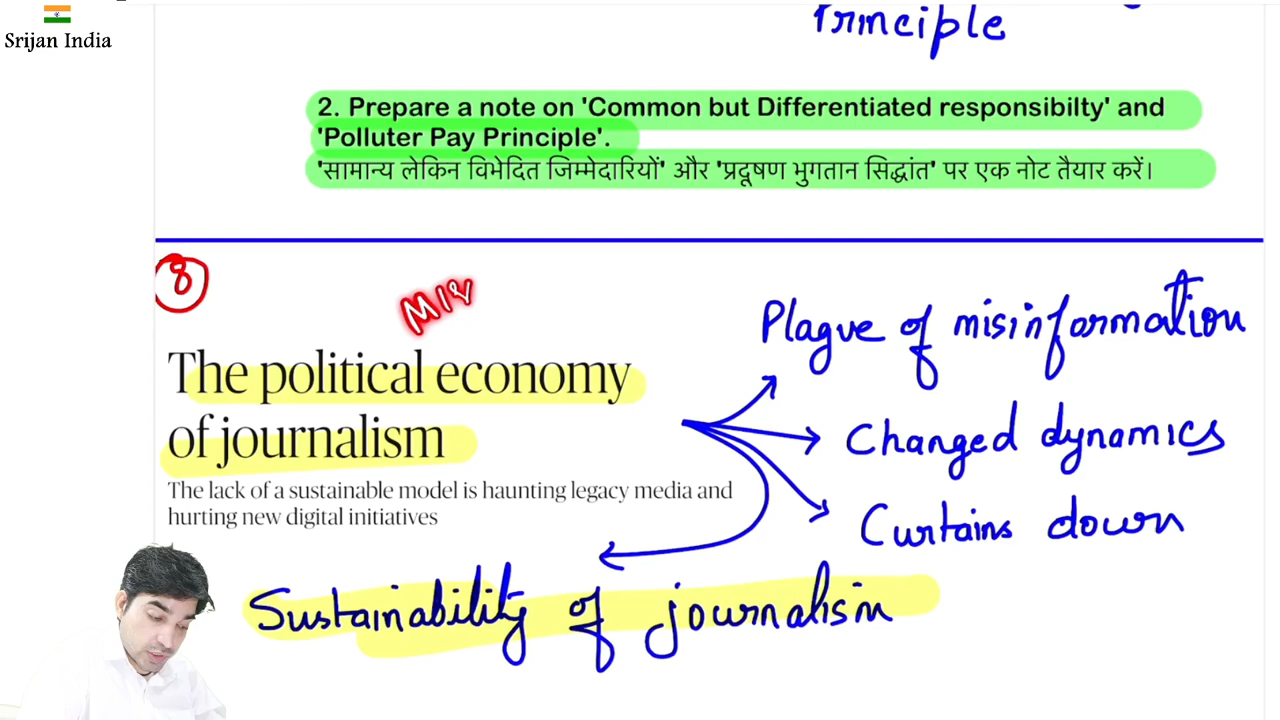 Srijan India
Principle
2. Prepare a note on 'Common but Differentiated responsibilty' and
'Polluter Pay Principle'.
'सामान्य लेकिन विभेदित जिम्मेदारियों' और 'प्रदूषण भुगतान सिद्धांत' पर एक नोट तैयार करें।
8
The political economy
of journalism
The lack of a sustainable model is haunting legacy media and
hurting new digital initiatives
Plague of misinformation
Changed dynamics
Curtains down
Sustainability of journalism